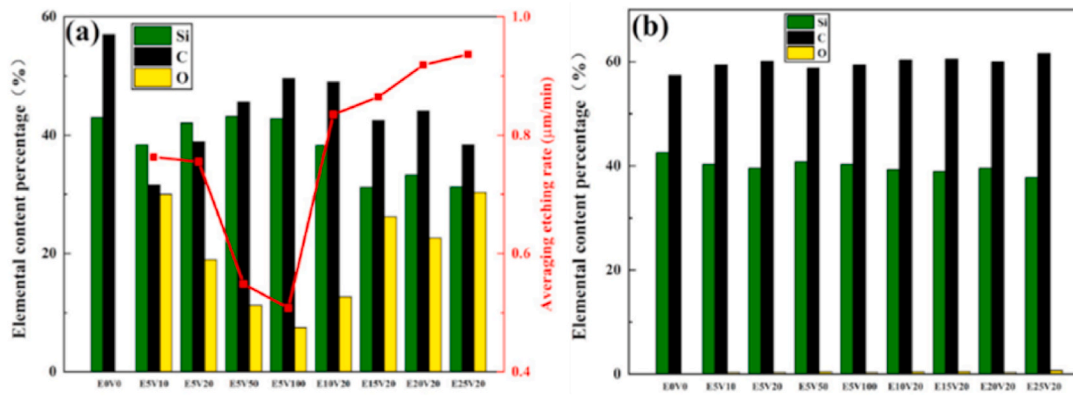 (a)
Si
C
O
60
40
20
0
Elemental content percentage（%）
1.0
0.8
0.6
0.4
Averaging etching rate (μm/min)
E0V0 E5V10 E5V20 E5V50 E5V100 E10V20 E15V20 E20V20 E25V20
(b)
Si
C
O
60
40
20
0
Elemental content percentage（%）
E0V0 E5V10 E5V20 E5V50 E5V100 E10V20 E15V20 E20V20 E25V20